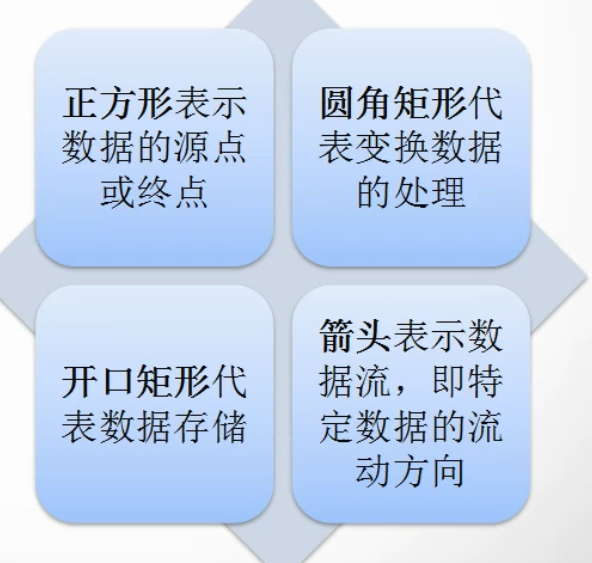 正方形表示
数据的源点
或终点
圆角矩形代
表变换数据
的处理
开口矩形代
表数据存储
箭头表示数
据流，即特
定数据的流
动方向